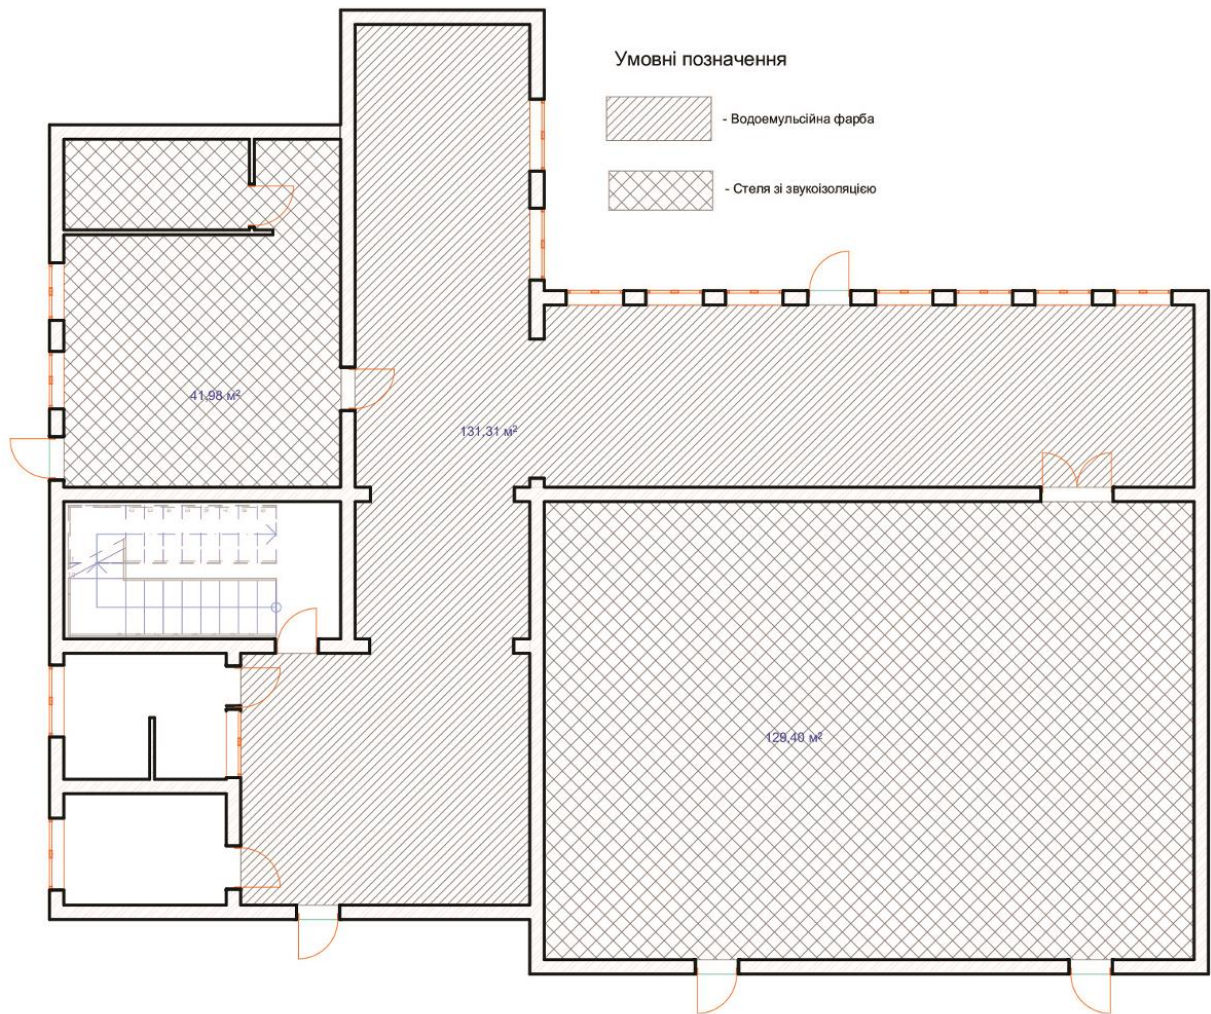 Умовні позначення
- Водоемульсійна фарба
- Стеля зі звукоізоляцією
41,98 м²
131,31 м²
129,40 м²